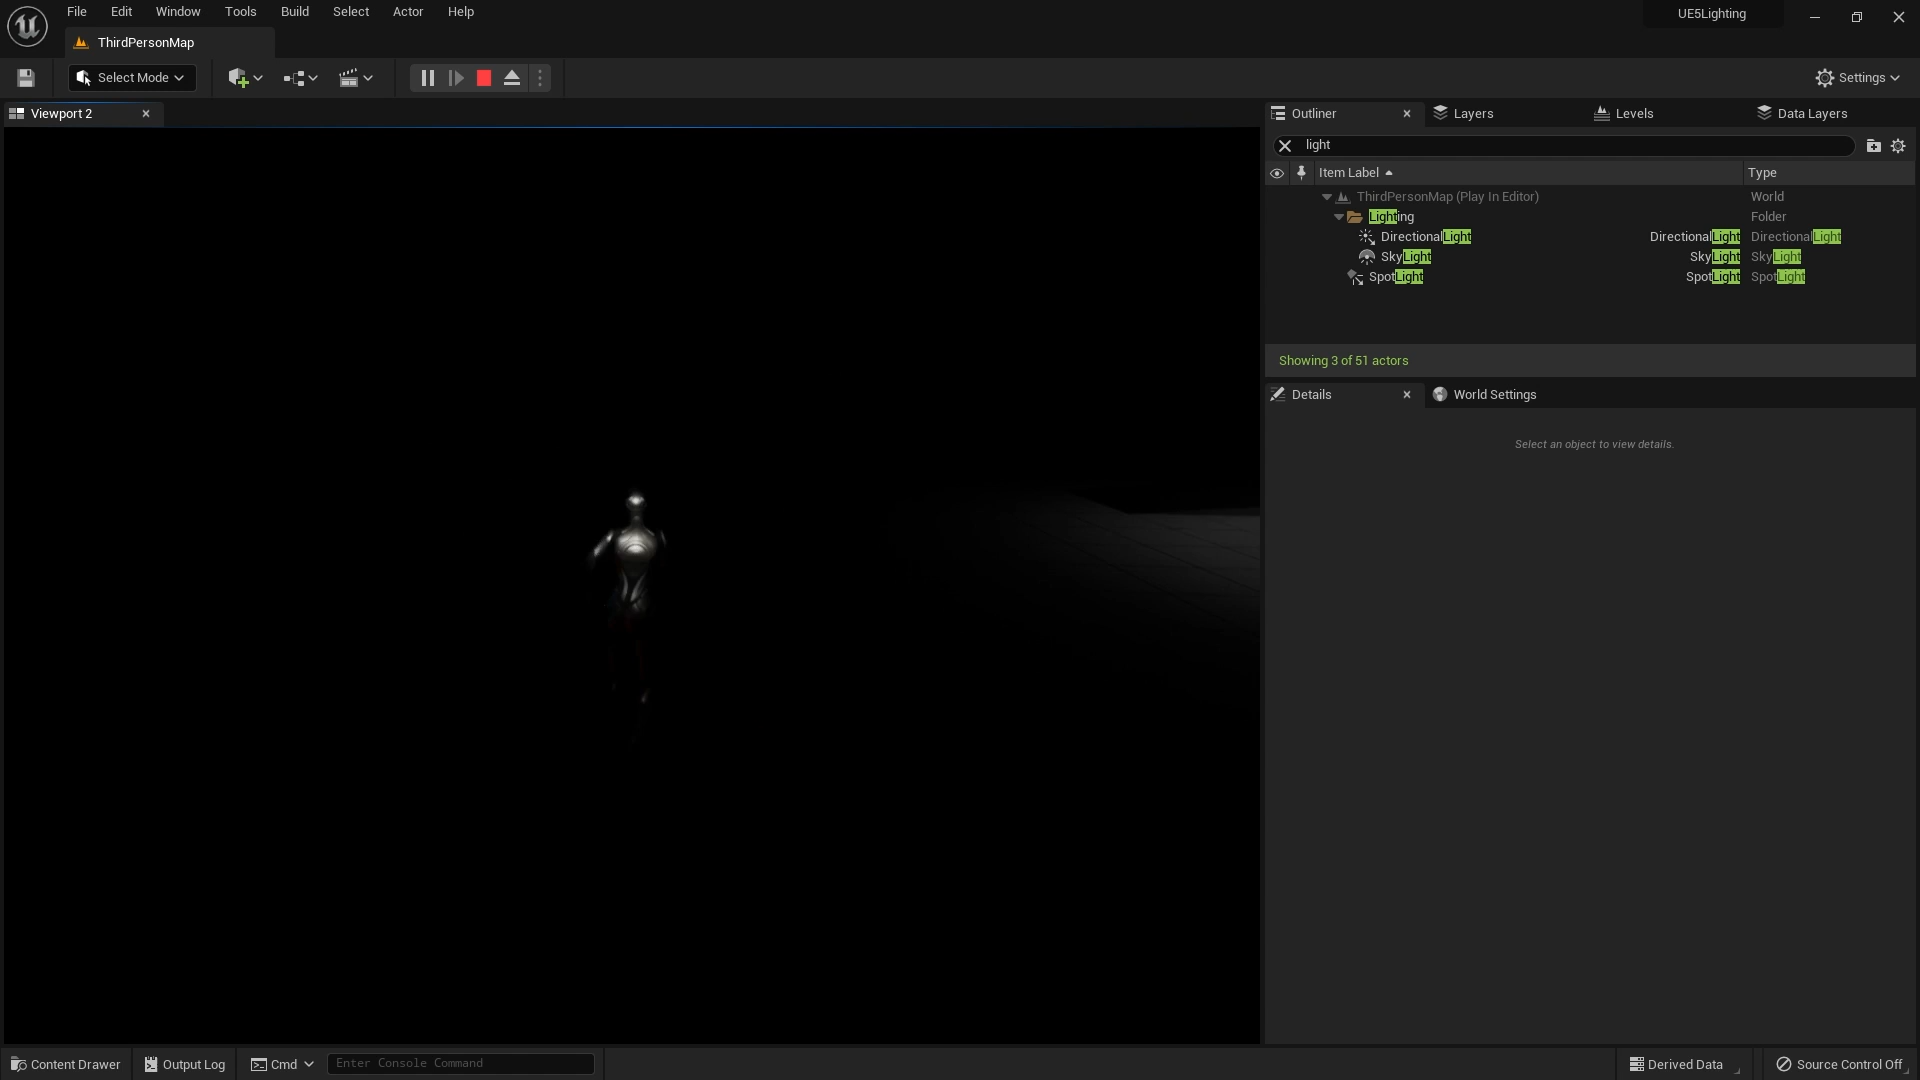 File Edit Window Tools Build Select Actor Help
UE5Lighting
ThirdPersonMap
Select Mode
Settings
Viewport 2
Outliner
Layers
Levels
Data Layers
light
Item Label
Type
ThirdPersonMap (Play In Editor)
World
Lighting
Folder
DirectionalLight DirectionalLight DirectionalLight
SkyLight SkyLight SkyLight
SpotLight SpotLight SpotLight
Showing 3 of 51 actors
Details
World Settings
Select an object to view details.
Content Drawer
Output Log
Cmd
Enter Console Command
Derived Data
Source Control Off